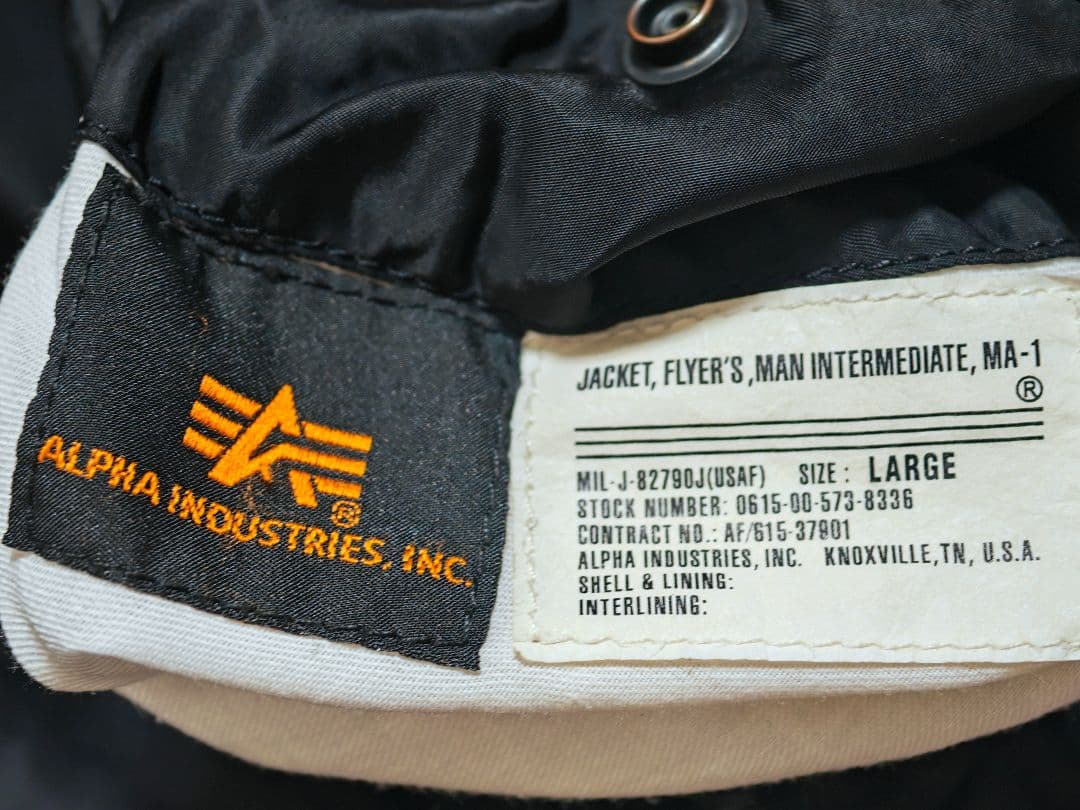 ALPHA INDUSTRIES, INC.
®
JACKET, FLYER'S ,MAN INTERMEDIATE, MA-1
®
MIL-J-82790J(USAF) SIZE : LARGE
STOCK NUMBER: 0615-00-573-8336
CONTRACT NO.: AF/615-37901
ALPHA INDUSTRIES, INC. KNOXVILLE,TN, U.S.A.
SHELL & LINING:
INTERLINING: